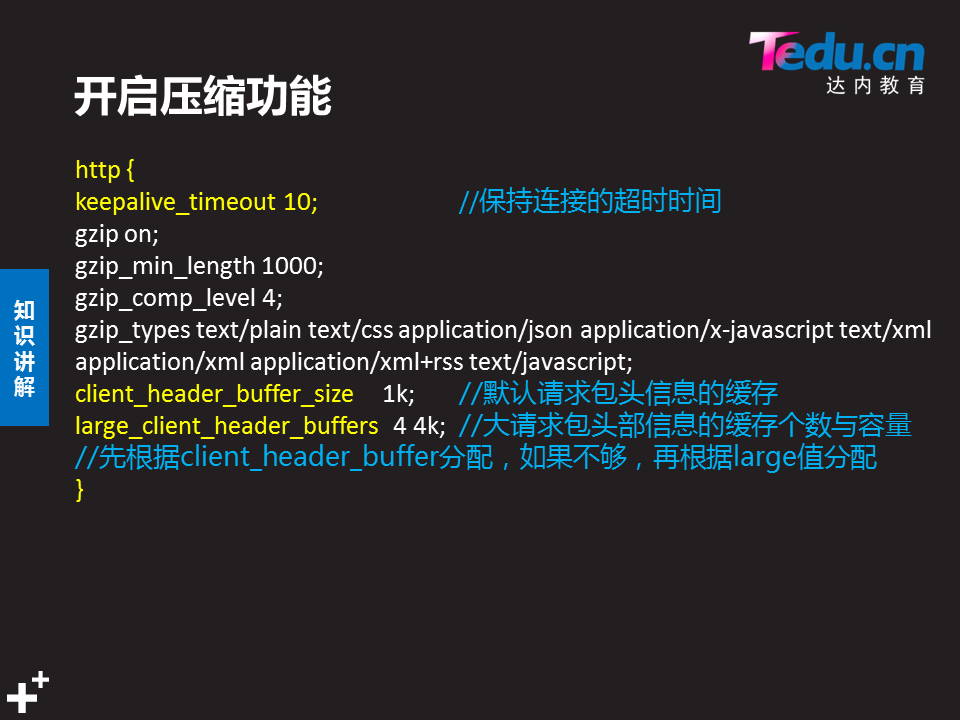 Tedu.cn
达内教育
开启压缩功能
http {
keepalive_timeout 10; //保持连接的超时时间
gzip on;
gzip_min_length 1000;
gzip_comp_level 4;
gzip_types text/plain text/css application/json application/x-javascript text/xml
application/xml application/xml+rss text/javascript;
client_header_buffer_size 1k; //默认请求包头信息的缓存
large_client_header_buffers 4 4k; //大请求包头部信息的缓存个数与容量
//先根据client_header_buffer分配，如果不够，再根据large值分配
}
知识讲解